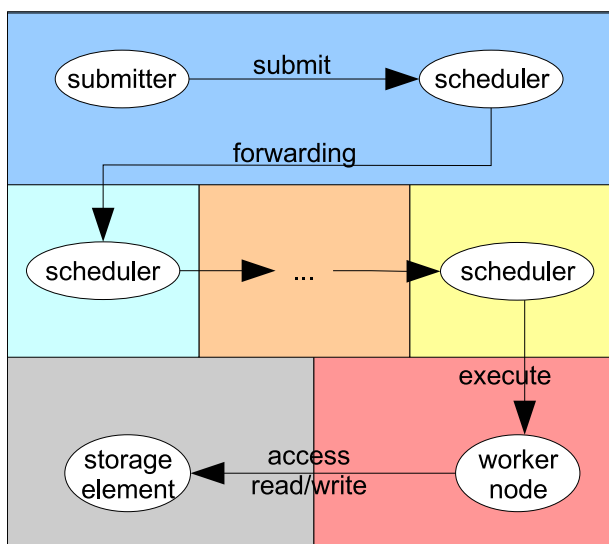 submitter
submit
scheduler
forwarding
scheduler
...
scheduler
execute
storage
element
access
read/write
worker
node